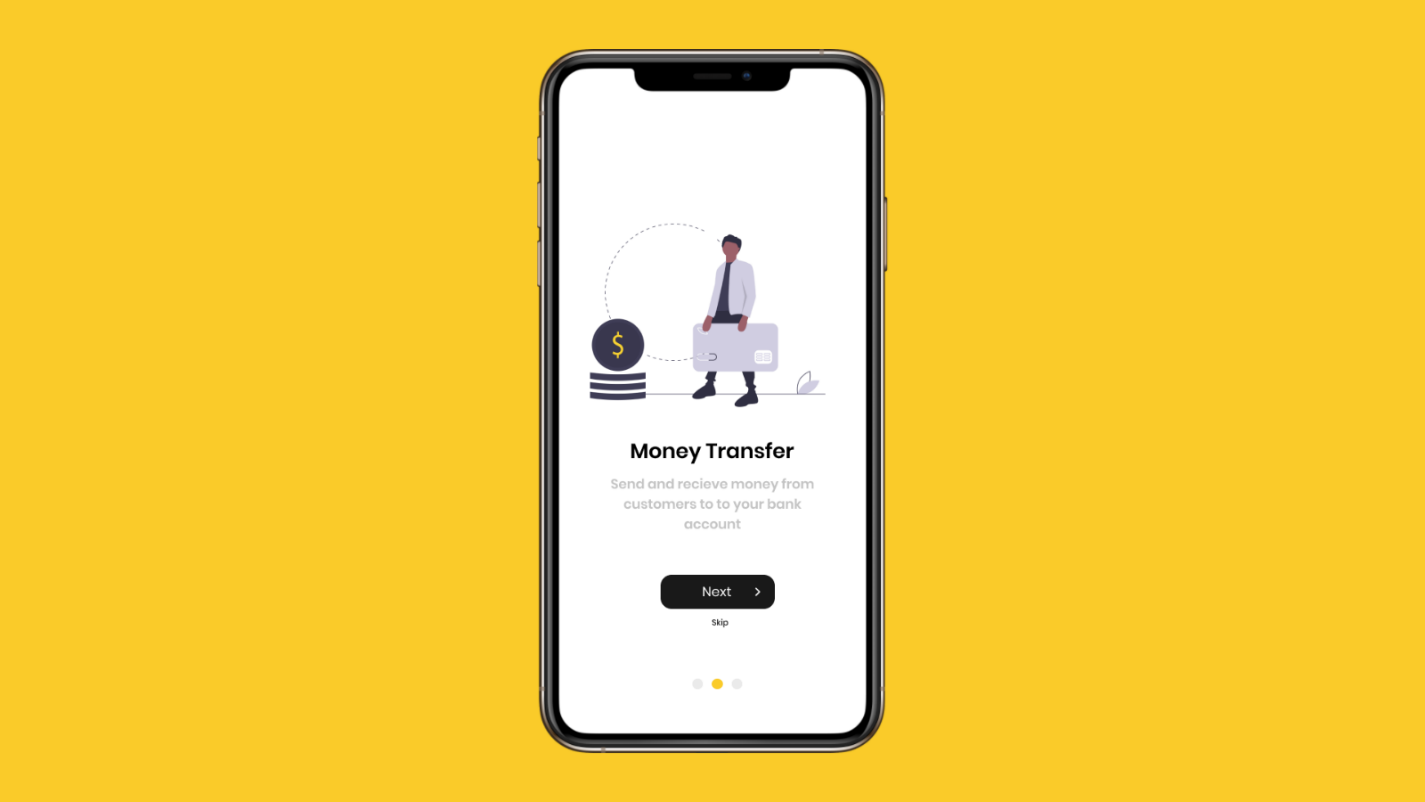 $
Money Transfer
Send and recieve money from
customers to to your bank
account
Next
Skip